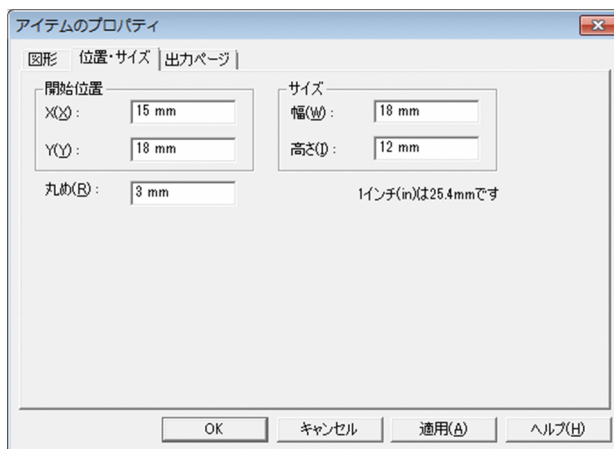 アイテムのプロパティ
図形 位置・サイズ 出力ページ
開始位置
X(X): 15 mm
Y(Y): 18 mm
サイズ
幅(W): 18 mm
高さ(I): 12 mm
丸め(R): 3 mm
1インチ(in)は25.4mmです
OK キャンセル 適用(A) ヘルプ(H)